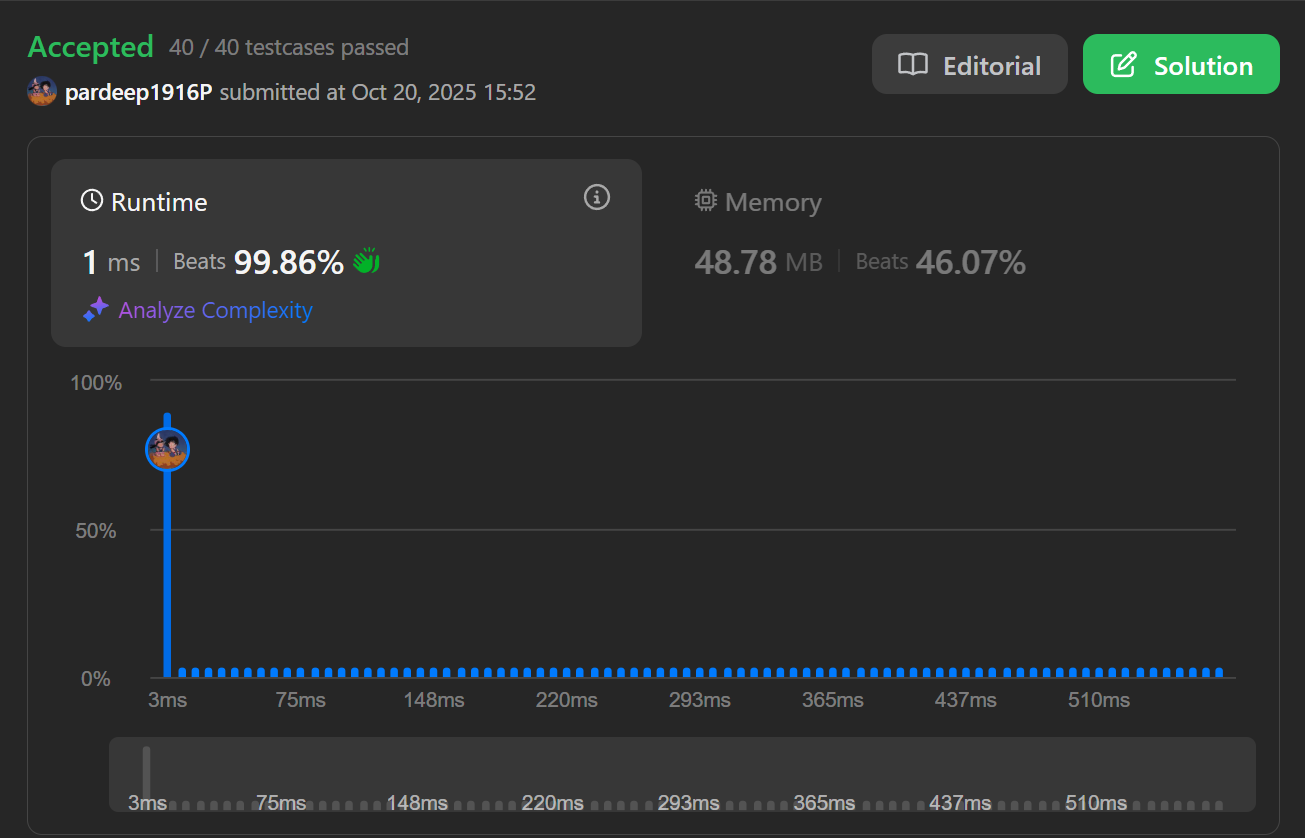 Accepted 40 / 40 testcases passed
pardeep1916P submitted at Oct 20, 2025 15:52
Editorial
Solution
Runtime
1 ms Beats 99.86%
Analyze Complexity
Memory
48.78 MB Beats 46.07%
100%
50%
0%
3ms 75ms 148ms 220ms 293ms 365ms 437ms 510ms
3ms 75ms 148ms 220ms 293ms 365ms 437ms 510ms